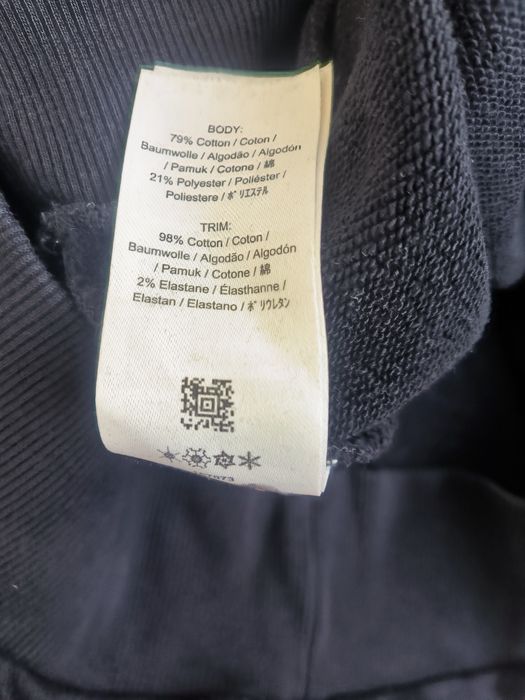 BODY:
79% Cotton / Coton /
Baumwolle / Algodão / Algodón
/ Pamuk / Cotone / 綿
21% Polyester / Poliéster /
Poliestere / ポリエステル
TRIM:
98% Cotton / Coton /
Baumwolle / Algodão / Algodón
/ Pamuk / Cotone / 綿
2% Elastane / Élasthanne /
Elastan / Elastano / ポリウレタン